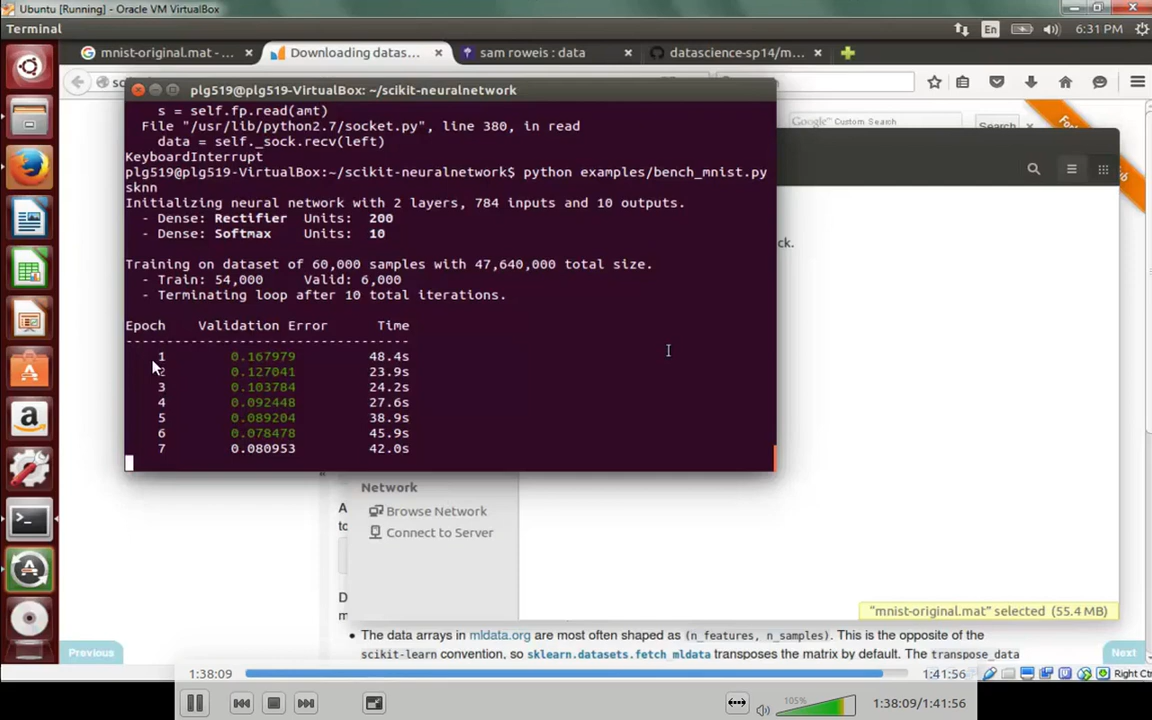 Ubuntu [Running] - Oracle VM VirtualBox
Terminal
En
6:31 PM
mnist-original.mat - ...
Downloading datas...
sam roweis : data
datascience-sp14/m...
plg519@plg519-VirtualBox: ~/scikit-neuralnetwork
Google™ Custom Search
Search
s = self.fp.read(amt)
File "/usr/lib/python2.7/socket.py", line 380, in read
data = self._sock.recv(left)
KeyboardInterrupt
plg519@plg519-VirtualBox:~/scikit-neuralnetwork$ python examples/bench_mnist.py
sknn
Initializing neural network with 2 layers, 784 inputs and 10 outputs.
- Dense: Rectifier Units: 200
- Dense: Softmax Units: 10
ck.
Training on dataset of 60,000 samples with 47,640,000 total size.
- Train: 54,000 Valid: 6,000
- Terminating loop after 10 total iterations.
Epoch Validation Error Time
---------------------------------
1 0.167979 48.4s
2 0.127041 23.9s
3 0.103784 24.2s
4 0.092448 27.6s
5 0.089204 38.9s
6 0.078478 45.9s
7 0.080953 42.0s
Network
Browse Network
Connect to Server
"mnist-original.mat" selected (55.4 MB)
• The data arrays in mldata.org are most often shaped as (n_features, n_samples). This is the opposite of the
scikit-learn convention, so sklearn.datasets.fetch_mldata transposes the matrix by default. The transpose_data
Previous
Next
Right Ct
1:38:09
1:41:56
105%
1:38:09/1:41:56